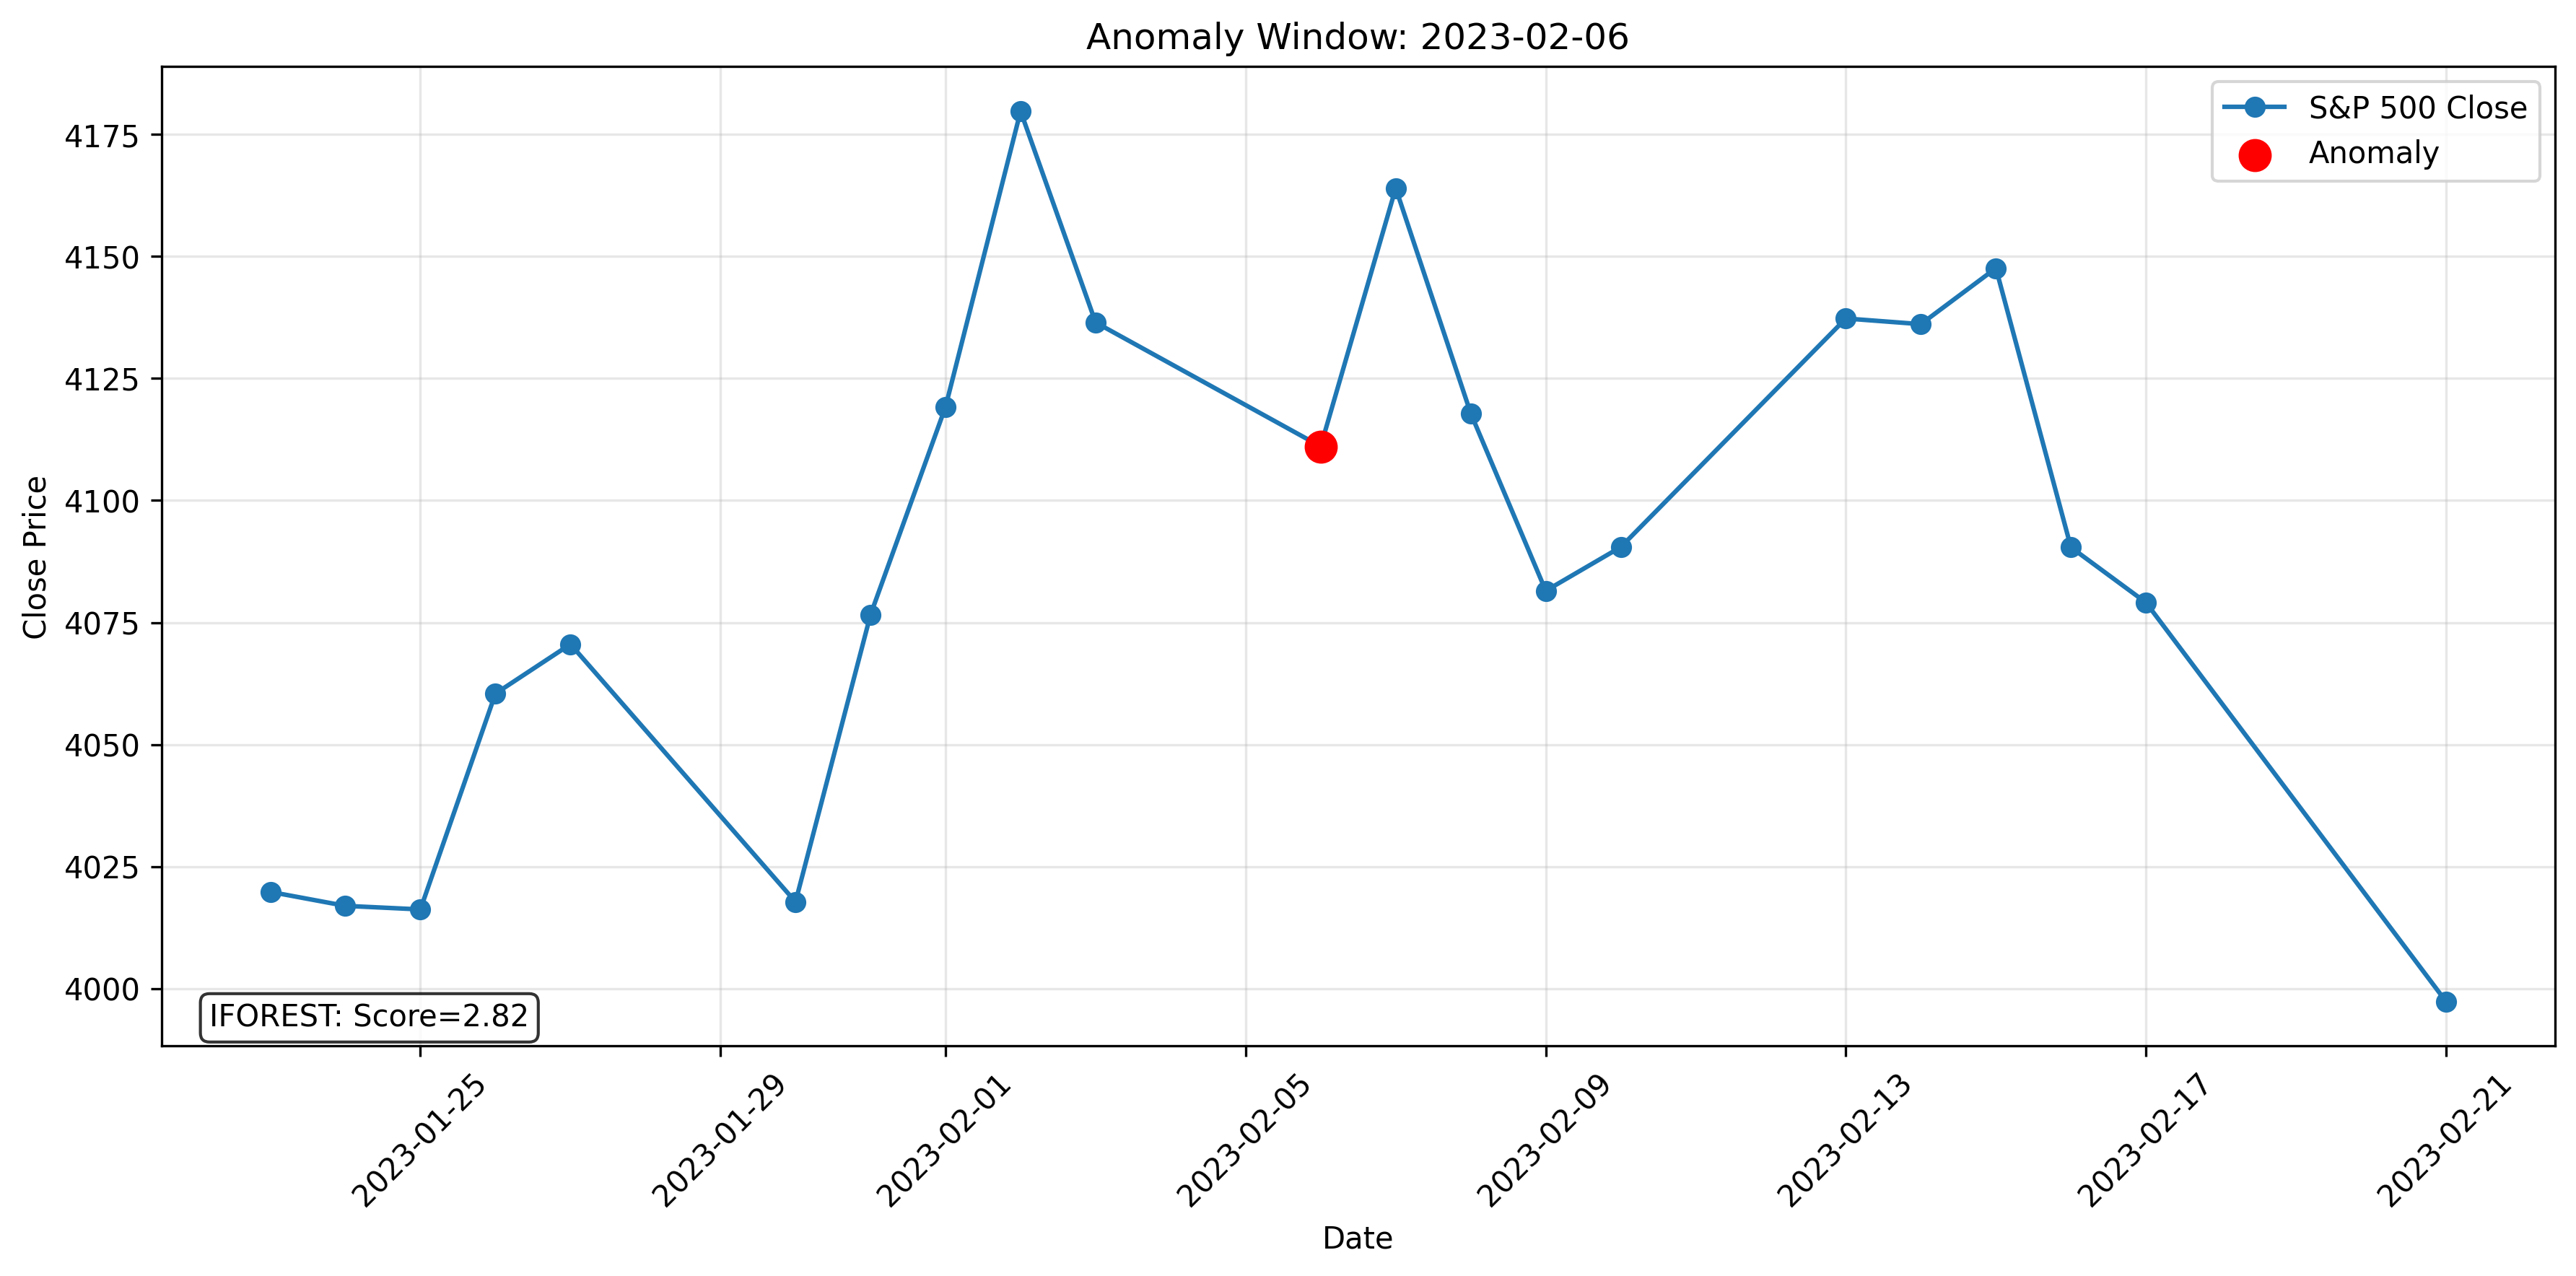 Anomaly Window: 2023-02-06
S&P 500 Close
Anomaly
Close Price
4175
4150
4125
4100
4075
4050
4025
4000
IFOREST: Score=2.82
2023-01-25
2023-01-29
2023-02-01
2023-02-05
2023-02-09
2023-02-13
2023-02-17
2023-02-21
Date